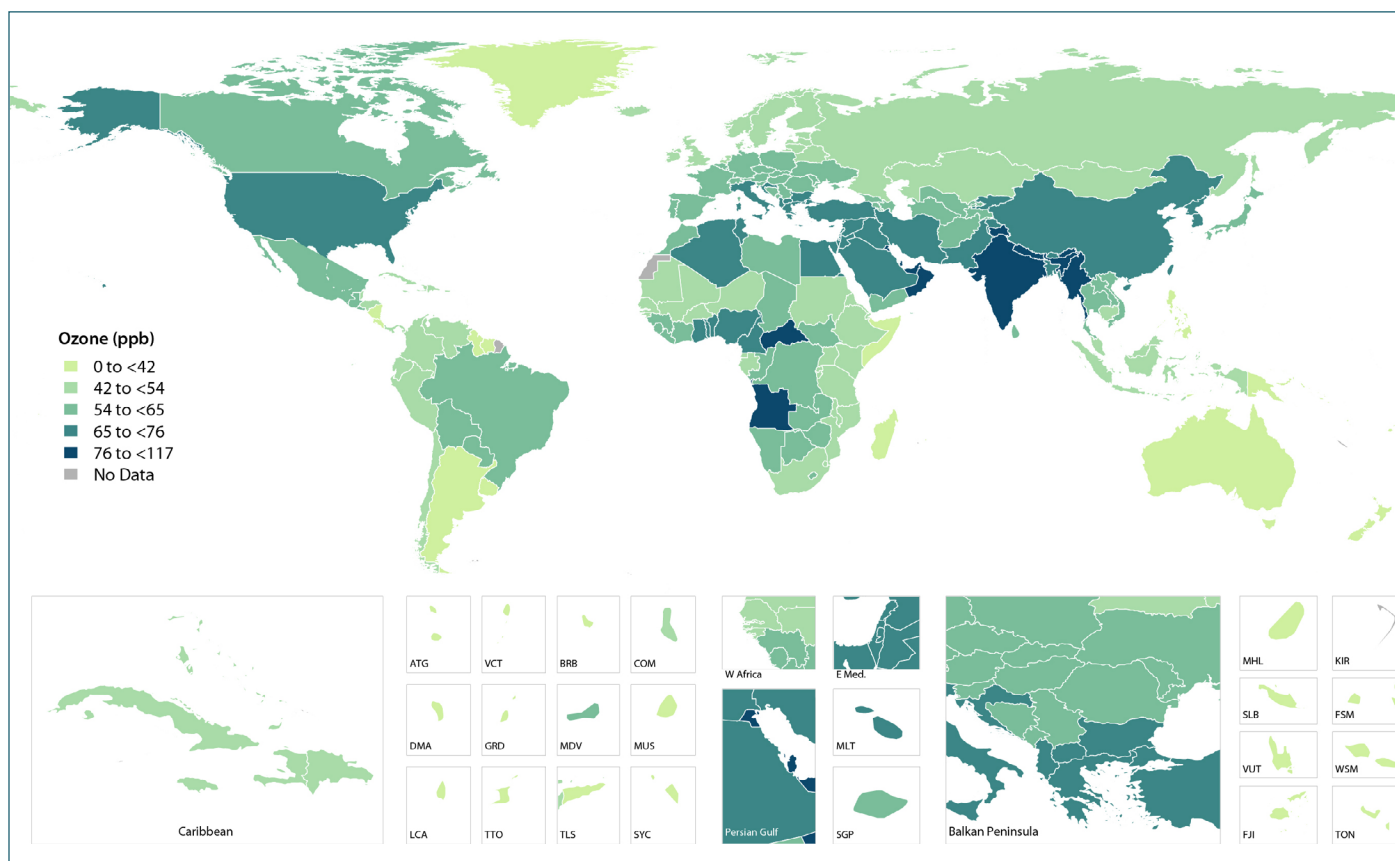 Ozone (ppb)
0 to <42
42 to <54
54 to <65
65 to <76
76 to <117
No Data
Caribbean
ATG
VCT
BRB
COM
DMA
GRD
MDV
MUS
LCA
TTO
TLS
SYC
W Africa
E Med.
Persian Gulf
MLT
SGP
Balkan Peninsula
MHL
KIR
SLB
FSM
VUT
WSM
FJI
TON